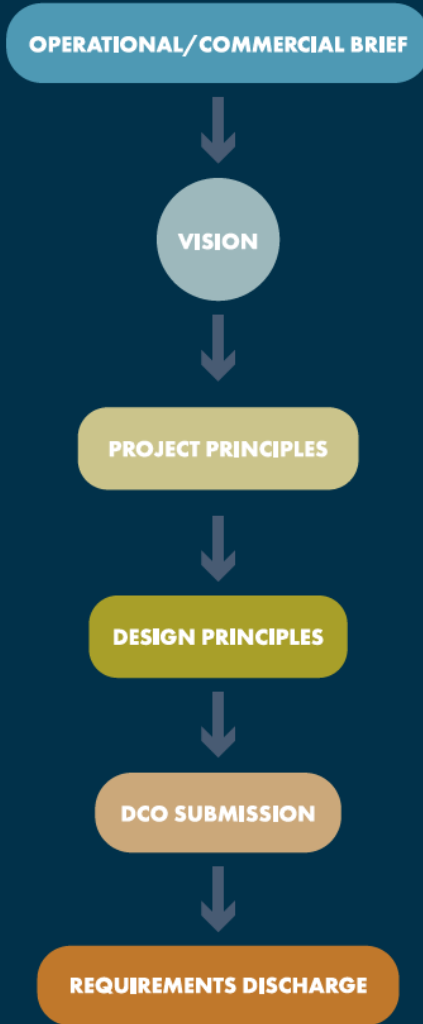 OPERATIONAL/COMMERCIAL BRIEF
VISION
PROJECT PRINCIPLES
DESIGN PRINCIPLES
DCO SUBMISSION
REQUIREMENTS DISCHARGE